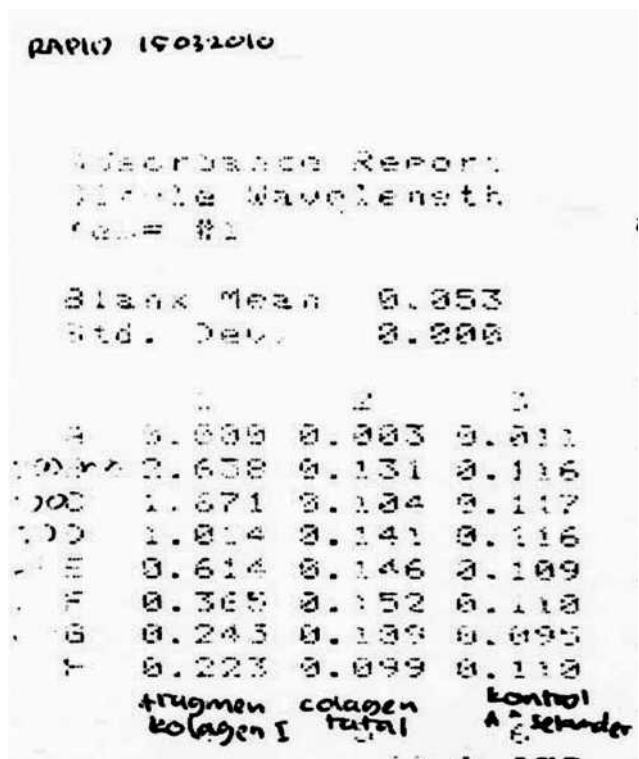 RAPID 15032010
Absorbance Report
Single Wavelength
#1
Blank Mean 0.053
Std. Dev. 0.000
1 2 3
A 0.000 0.003 0.011
2.638 0.131 0.116
C 1.671 0.104 0.117
D 1.014 0.141 0.116
E 0.614 0.146 0.109
F 0.365 0.152 0.110
G 0.243 0.109 0.095
H 0.223 0.099 0.110
fragmen colagen kontrol
kolagen I total A selander